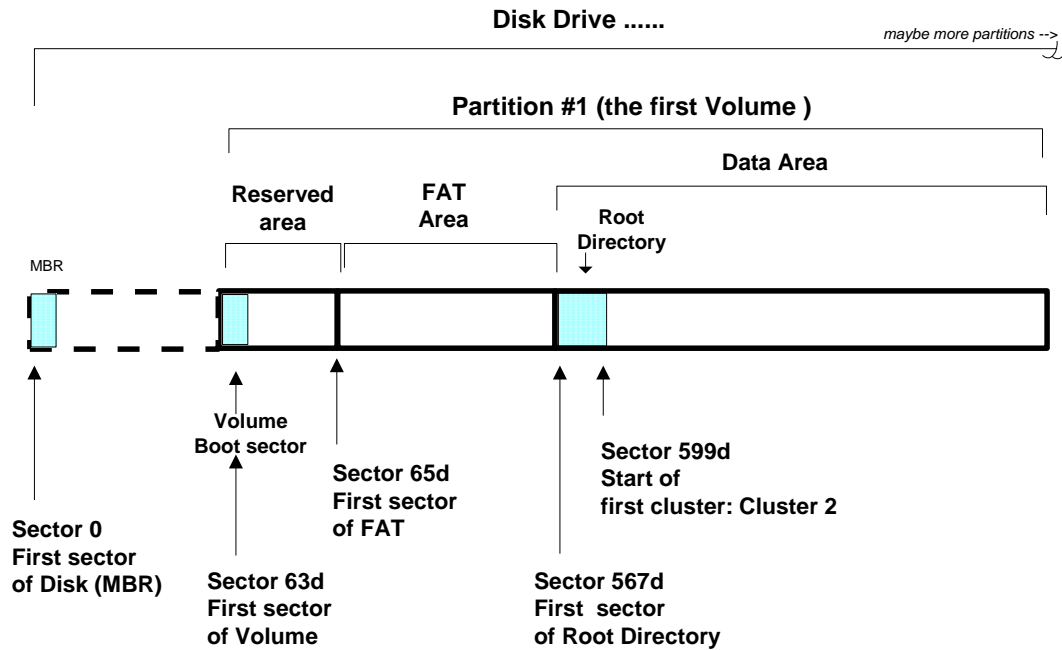 Disk Drive ......
maybe more partitions -->
Partition #1 (the first Volume )
Data Area
Reserved
area
FAT
Area
Root
Directory
MBR
Volume
Boot sector
Sector 599d
Start of
first cluster: Cluster 2
Sector 65d
First sector
of FAT
Sector 0
First sector
of Disk (MBR)
Sector 63d
First sector
of Volume
Sector 567d
First  sector
of Root Directory